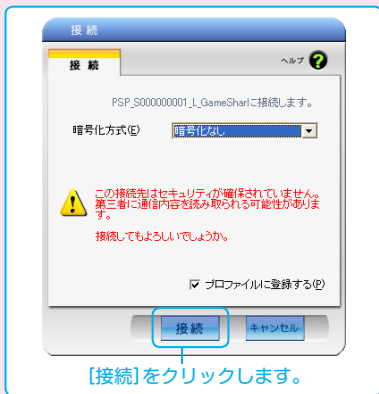 接続
接 続
ヘルプ
PSP_S000000001_L_GameSharlに接続します。
暗号化方式(E)
暗号化なし
この接続先はセキュリティが確保されていません。
第三者に通信内容を読み取られる可能性がありま
す。
接続してもよろしいでしょうか。
プロファイルに登録する(P)
接続
キャンセル
[接続]をクリックします。